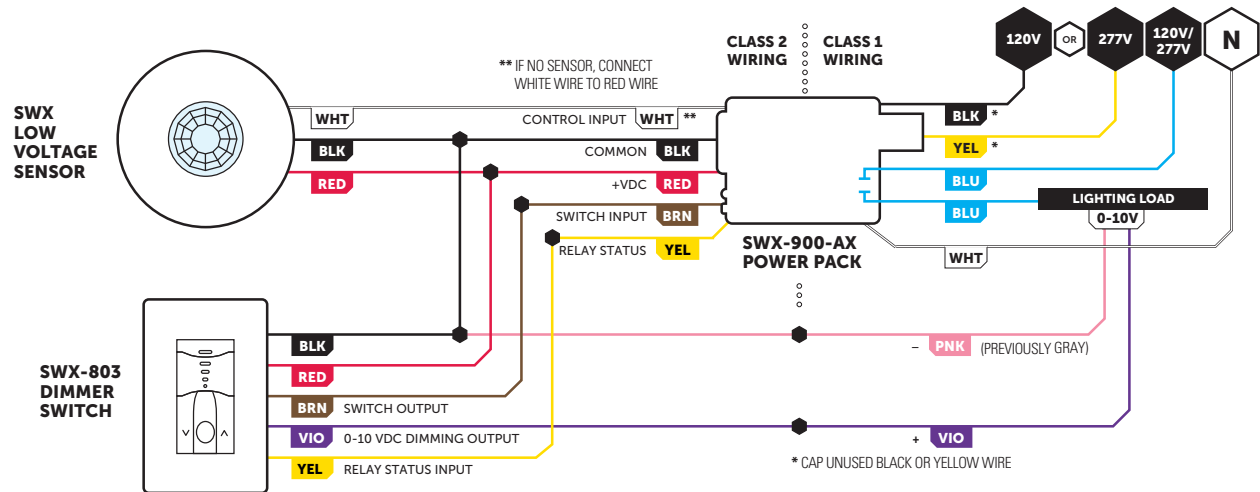 CLASS 2
WIRING
CLASS 1
WIRING
120V
OR
277V
120V/
277V
N
** IF NO SENSOR, CONNECT
WHITE WIRE TO RED WIRE
SWX
LOW
VOLTAGE
SENSOR
WHT
CONTROL INPUT
WHT **
BLK *
BLK
COMMON
BLK
YEL *
RED
+VDC
RED
BLU
SWITCH INPUT
BRN
BLU
LIGHTING LOAD
0-10V
RELAY STATUS
YEL
SWX-900-AX
POWER PACK
WHT
BLK
– PNK (PREVIOUSLY GRAY)
SWX-803
DIMMER
SWITCH
RED
BRN SWITCH OUTPUT
VIO 0-10 VDC DIMMING OUTPUT
+ VIO
YEL RELAY STATUS INPUT
* CAP UNUSED BLACK OR YELLOW WIRE